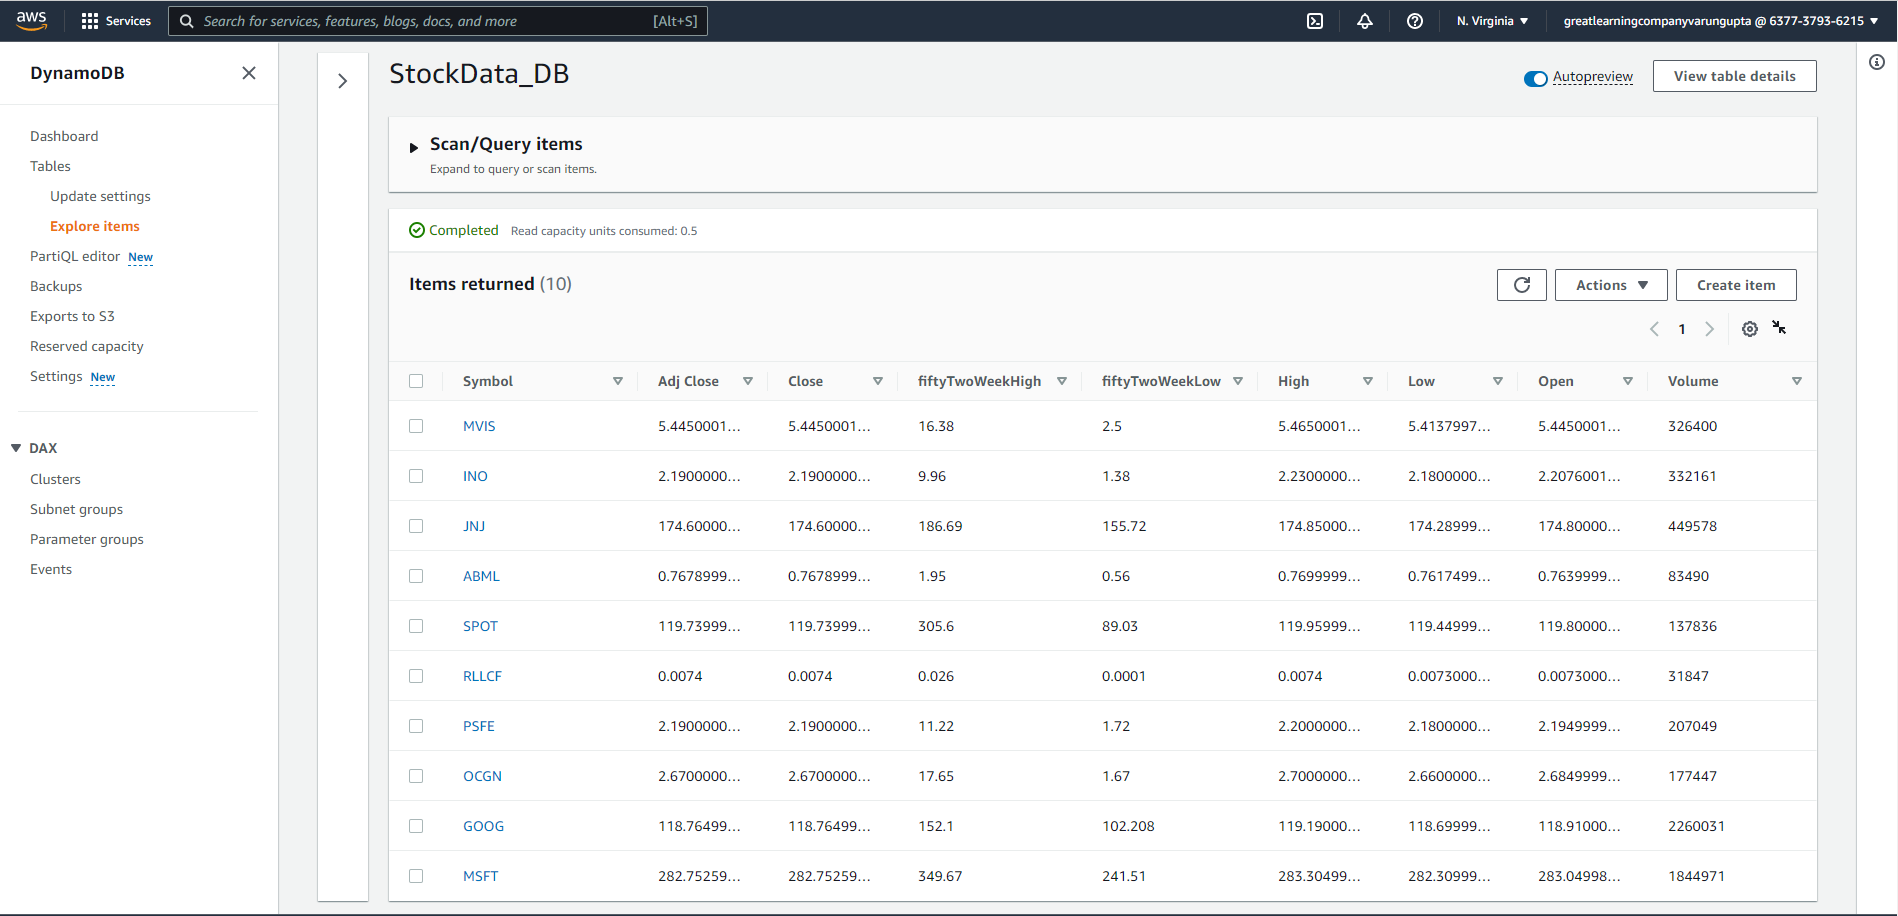 aws Services Search for services, features, blogs, docs, and more [Alt+S] N. Virginia greatlearningcompanyvarungupta @ 6377-3793-6215
DynamoDB
Dashboard
Tables
Update settings
Explore items
PartiQL editor New
Backups
Exports to S3
Reserved capacity
Settings New
DAX
Clusters
Subnet groups
Parameter groups
Events
StockData_DB
Autopreview View table details
Scan/Query items
Expand to query or scan items.
Completed Read capacity units consumed: 0.5
Items returned (10)
Actions Create item
1
Symbol Adj Close Close fiftyTwoWeekHigh fiftyTwoWeekLow High Low Open Volume
MVIS 5.4450001... 5.4450001... 16.38 2.5 5.4650001... 5.4137997... 5.4450001... 326400
INO 2.1900000... 2.1900000... 9.96 1.38 2.2300000... 2.1800000... 2.2076001... 332161
JNJ 174.60000... 174.60000... 186.69 155.72 174.85000... 174.28999... 174.80000... 449578
ABML 0.7678999... 0.7678999... 1.95 0.56 0.7699999... 0.7617499... 0.7639999... 83490
SPOT 119.73999... 119.73999... 305.6 89.03 119.95999... 119.44999... 119.80000... 137836
RLLCF 0.0074 0.0074 0.026 0.0001 0.0074 0.0073000... 0.0073000... 31847
PSFE 2.1900000... 2.1900000... 11.22 1.72 2.2000000... 2.1800000... 2.1949999... 207049
OCGN 2.6700000... 2.6700000... 17.65 1.67 2.7000000... 2.6600000... 2.6849999... 177447
GOOG 118.76499... 118.76499... 152.1 102.208 119.19000... 118.69999... 118.91000... 2260031
MSFT 282.75259... 282.75259... 349.67 241.51 283.30499... 282.30999... 283.04998... 1844971